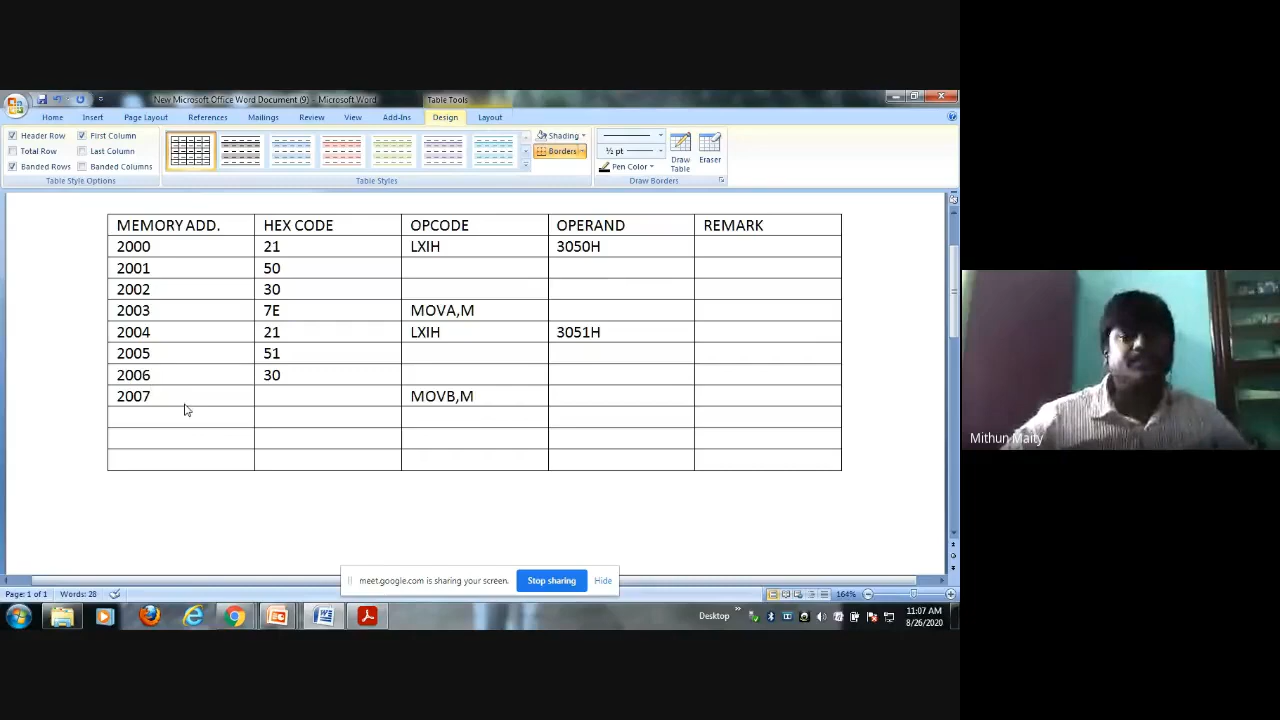 New Microsoft Office Word Document (9) - Microsoft Word
Table Tools
Home Insert Page Layout References Mailings Review View Add-Ins Design Layout
Header Row First Column
Total Row Last Column
Banded Rows Banded Columns
Table Style Options
Table Styles
Shading
Borders
½ pt
Pen Color
Draw Table
Eraser
Draw Borders
MEMORY ADD. HEX CODE OPCODE OPERAND REMARK
2000 21 LXIH 3050H
2001 50
2002 30
2003 7E MOVA,M
2004 21 LXIH 3051H
2005 51
2006 30
2007 MOVB,M
Mithun Maity
meet.google.com is sharing your screen. Stop sharing Hide
Page: 1 of 1 Words: 28 164%
Desktop
11:07 AM
8/26/2020